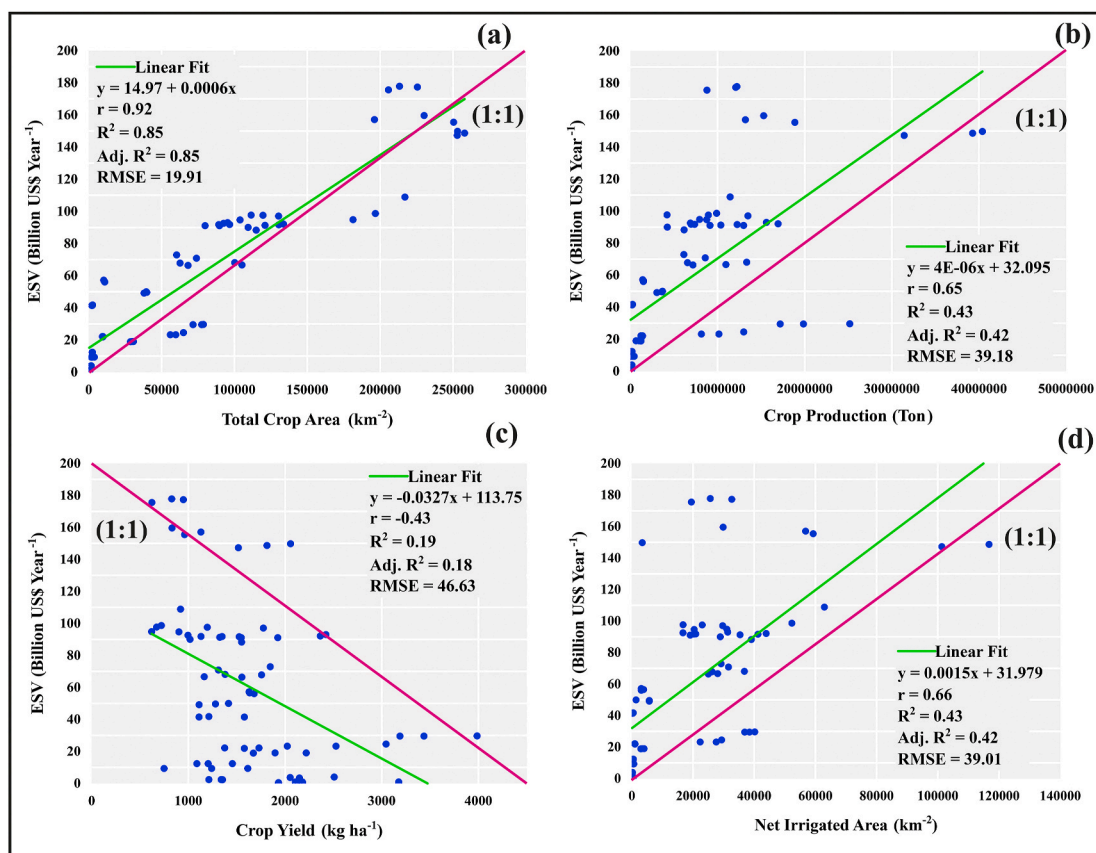 (a)
200
180
160
140
120
100
80
60
40
20
0
ESV (Billion US$ Year⁻¹)
Linear Fit
y = 14.97 + 0.0006x
r = 0.92
R² = 0.85
Adj. R² = 0.85
RMSE = 19.91
(1:1)
0
50000
100000
150000
200000
250000
300000
Total Crop Area (km⁻²)
(b)
200
180
160
140
120
100
80
60
40
20
0
ESV (Billion US$ Year⁻¹)
(1:1)
Linear Fit
y = 4E-06x + 32.095
r = 0.65
R² = 0.43
Adj. R² = 0.42
RMSE = 39.18
0
10000000
20000000
30000000
40000000
50000000
Crop Production (Ton)
(c)
200
180
160
140
120
100
80
60
40
20
0
ESV (Billion US$ Year⁻¹)
(1:1)
Linear Fit
y = -0.0327x + 113.75
r = -0.43
R² = 0.19
Adj. R² = 0.18
RMSE = 46.63
0
1000
2000
3000
4000
Crop Yield (kg ha⁻¹)
(d)
200
180
160
140
120
100
80
60
40
20
0
ESV (Billion US$ Year⁻¹)
(1:1)
Linear Fit
y = 0.0015x + 31.979
r = 0.66
R² = 0.43
Adj. R² = 0.42
RMSE = 39.01
0
20000
40000
60000
80000
100000
120000
140000
Net Irrigated Area (km⁻²)